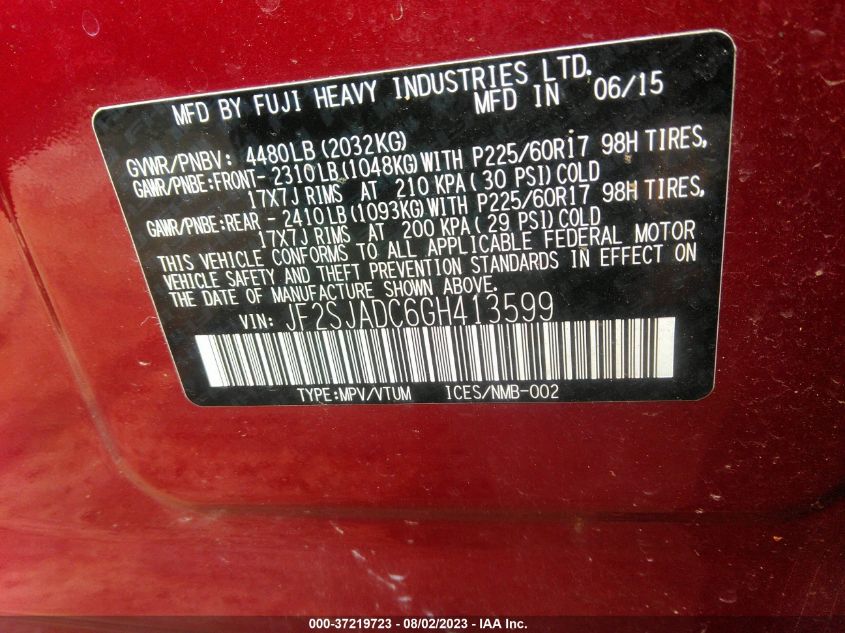 MFD BY FUJI HEAVY INDUSTRIES LTD.
MFD IN 06/15
GVWR/PNBV: 4480LB(2032KG)
GAWR/PNBE:FRONT-2310LB(1048KG)WITH P225/60R17 98H TIRES,
17X7J RIMS AT 210 KPA(30 PSI)COLD
GAWR/PNBE:REAR -2410LB(1093KG)WITH P225/60R17 98H TIRES,
17X7J RIMS AT 200 KPA(29 PSI)COLD
THIS VEHICLE CONFORMS TO ALL APPLICABLE FEDERAL MOTOR
VEHICLE SAFETY AND THEFT PREVENTION STANDARDS IN EFFECT ON
THE DATE OF MANUFACTURE SHOWN ABOVE.
VIN: JF2SJADC6GH413599
TYPE:MPV/VTUM ICES/NMB-002
000-37219723 - 08/02/2023 - IAA Inc.